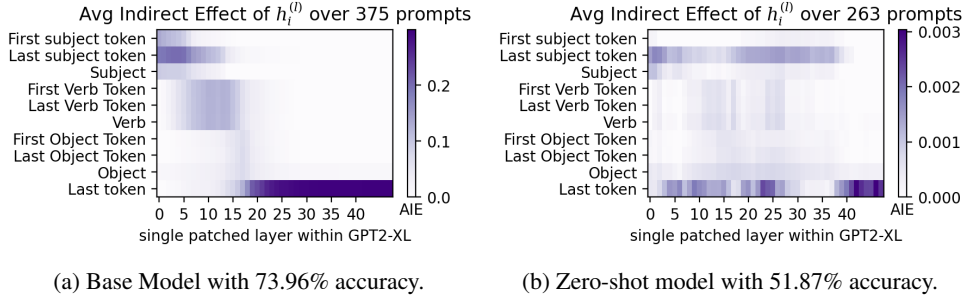 Avg Indirect Effect of h_i^{(l)} over 375 prompts
First subject token
Last subject token
Subject
First Verb Token
Last Verb Token
Verb
First Object Token
Last Object Token
Object
Last token
0 5 10 15 20 25 30 35 40
single patched layer within GPT2-XL
0.2
0.1
0.0
AIE
(a) Base Model with 73.96% accuracy.
Avg Indirect Effect of h_i^{(l)} over 263 prompts
First subject token
Last subject token
Subject
First Verb Token
Last Verb Token
Verb
First Object Token
Last Object Token
Object
Last token
0 5 10 15 20 25 30 35 40
single patched layer within GPT2-XL
0.003
0.002
0.001
0.000
AIE
(b) Zero-shot model with 51.87% accuracy.